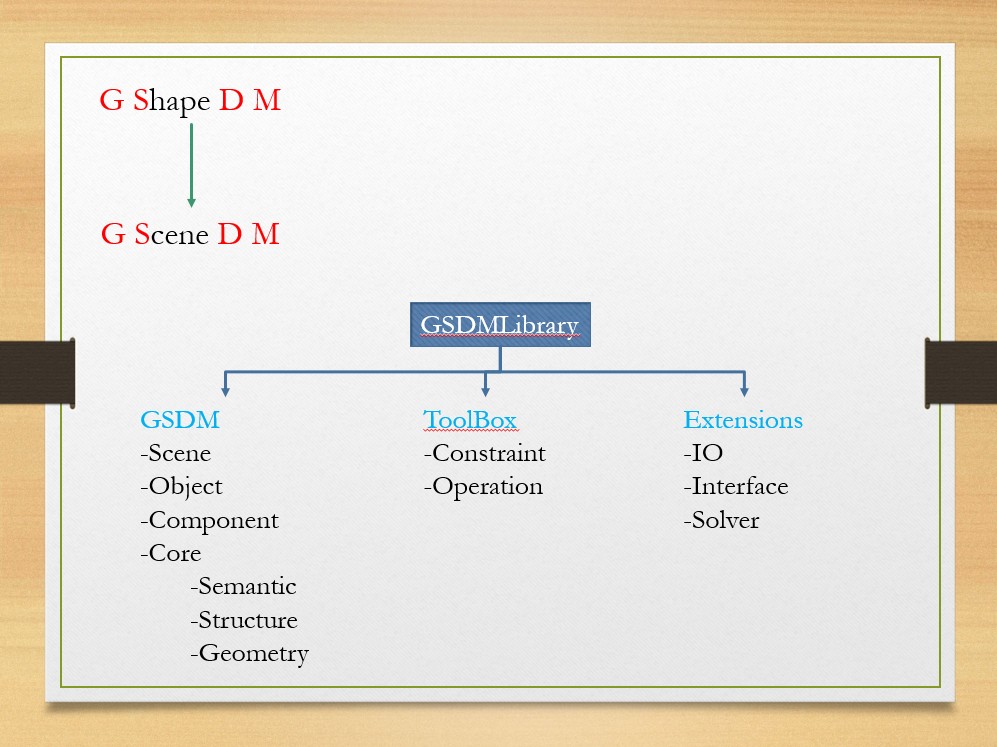 G Shape D M
G Scene D M
GSDMLibrary
GSDM
-Scene
-Object
-Component
-Core
-Semantic
-Structure
-Geometry
ToolBox
-Constraint
-Operation
Extensions
-IO
-Interface
-Solver